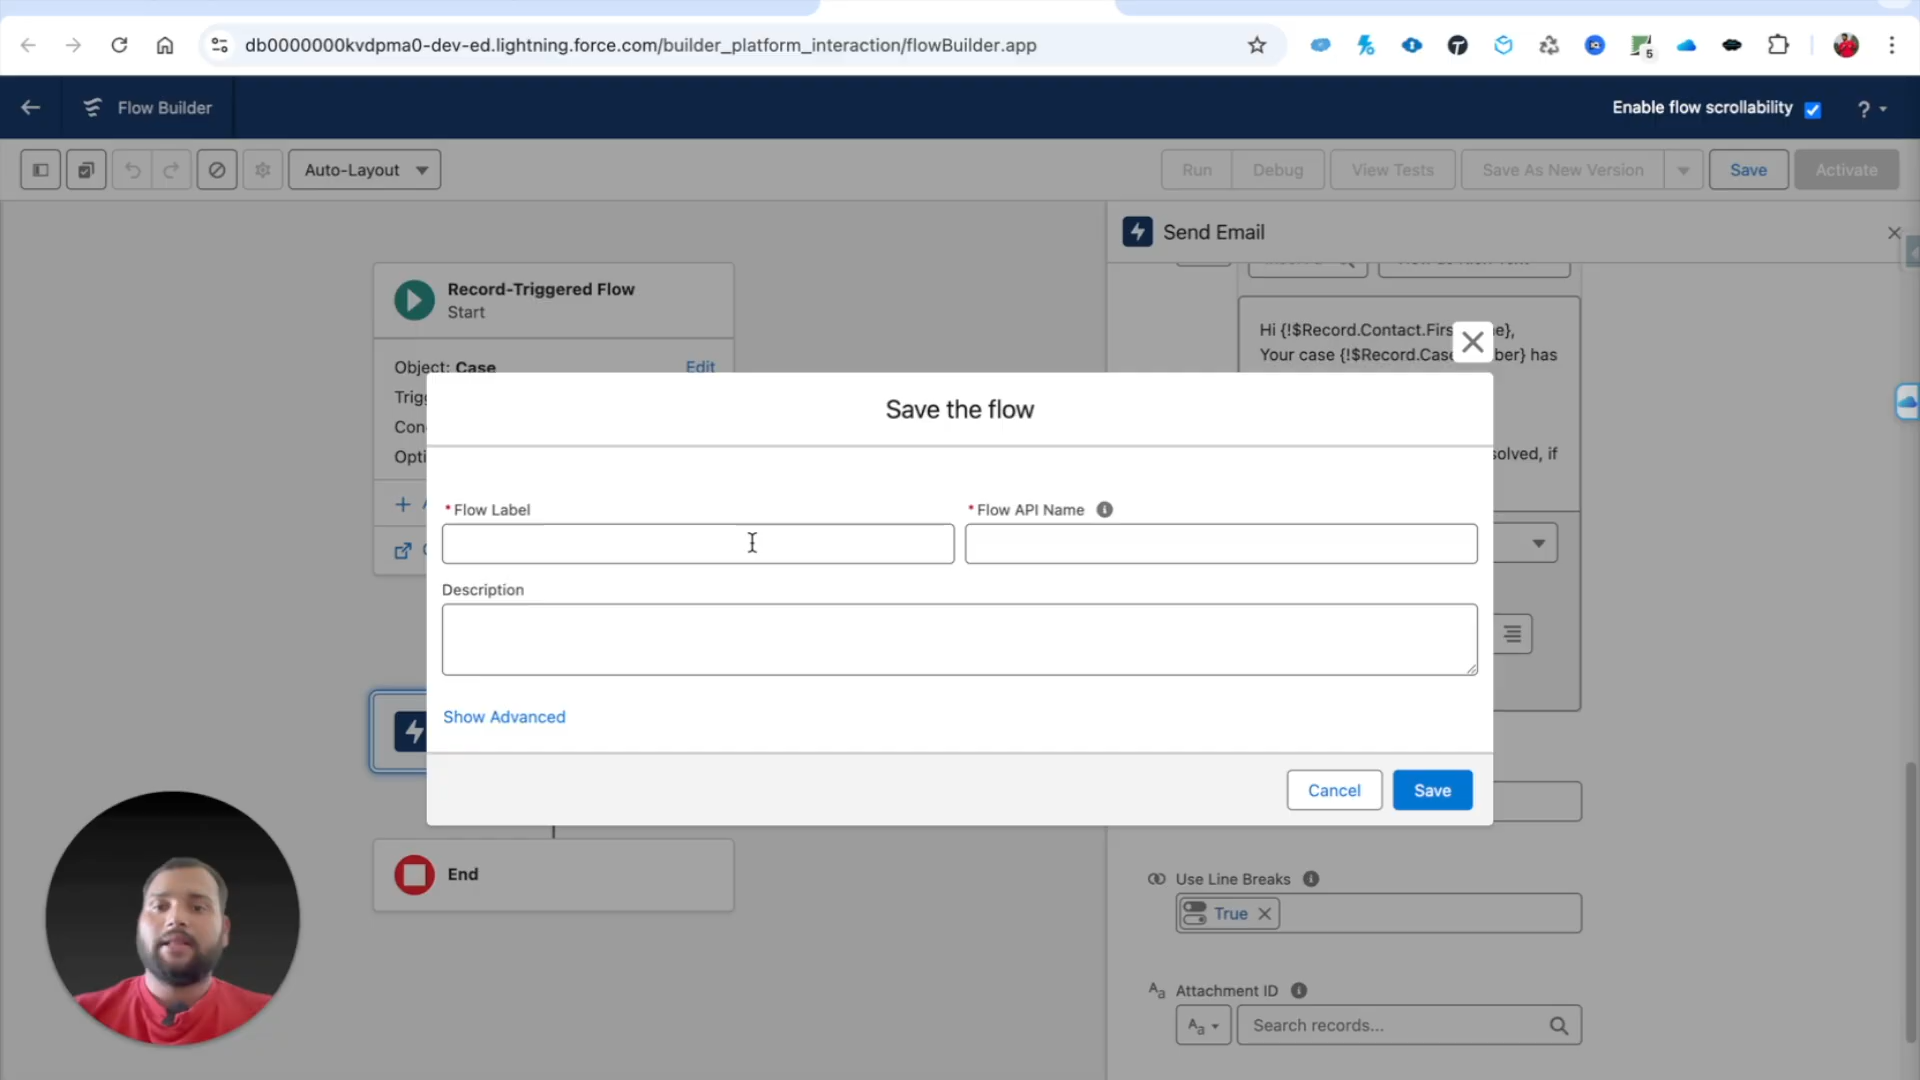 db0000000kvdpma0-dev-ed.lightning.force.com/builder_platform_interaction/flowBuilder.app
5
Flow Builder
Enable flow scrollability
?
Auto-Layout
Run
Debug
View Tests
Save As New Version
Save
Activate
Send Email
Record-Triggered Flow
Start
Object: Case
Edit
Hi {!$Record.Contact.Firs
e},
Your case {!$Record.Case
ber} has
solved, if
Save the flow
* Flow Label
* Flow API Name
Description
Show Advanced
Cancel
Save
End
Use Line Breaks
True
Aa Attachment ID
Aa
Search records...